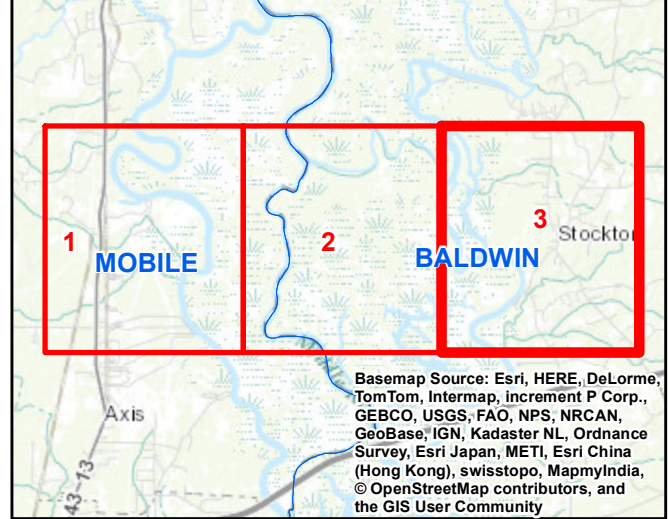 1
MOBILE
2
BALDWIN
3
Stockton
Middle
Axis
43 - 13
Basemap Source: Esri, HERE, DeLorme,
TomTom, Intermap, increment P Corp.,
GEBCO, USGS, FAO, NPS, NRCAN,
GeoBase, IGN, Kadaster NL, Ordnance
Survey, Esri Japan, METI, Esri China
(Hong Kong), swisstopo, MapmyIndia,
© OpenStreetMap contributors, and
the GIS User Community